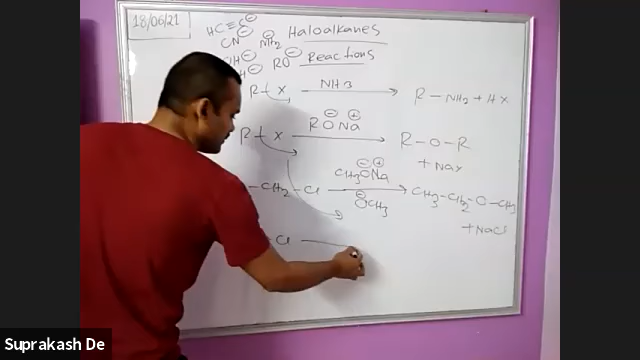 18/06/21
HC≡C⊖ Haloalkanes
CN⊖ NH₂⊖
RO⊖ Reactions
R – X NH3 R – NH₂ + HX
R – X RO⊖Na⊕ R – O – R
+ NaX
CH₂ – Cl CH₃O⊖Na⊕ CH₃ – CH₂ – O – CH₃
⊖OCH₃
+ NaCl
Cl
Suprakash De